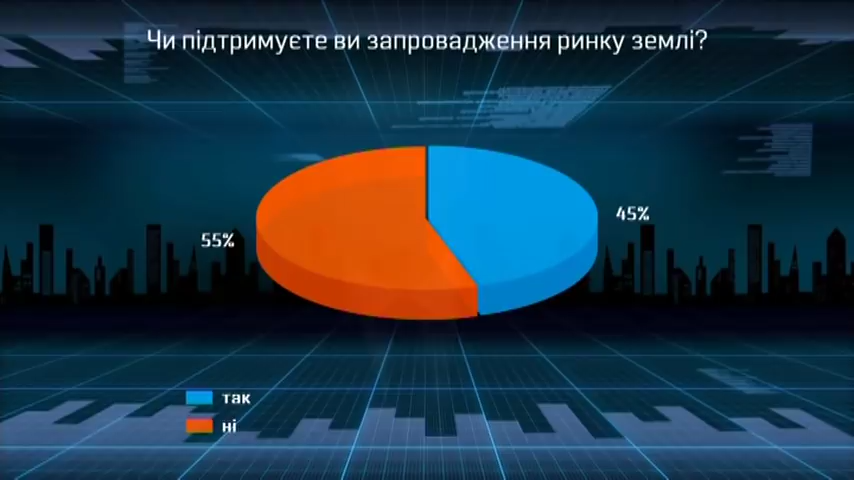 Чи підтримуєте ви запровадження ринку землі?
45%
55%
так
ні